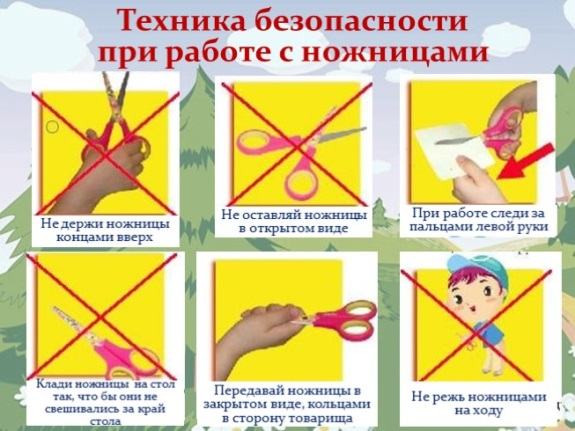 Техника безопасности
при работе с ножницами
Не держи ножницы
концами вверх
Не оставляй ножницы
в открытом виде
При работе следи за
пальцами левой руки
Клади ножницы на стол
так, что бы они не
свешивались за край
стола
Передавай ножницы в
закрытом виде, кольцами
в сторону товарища
Не режь ножницами
на ходу